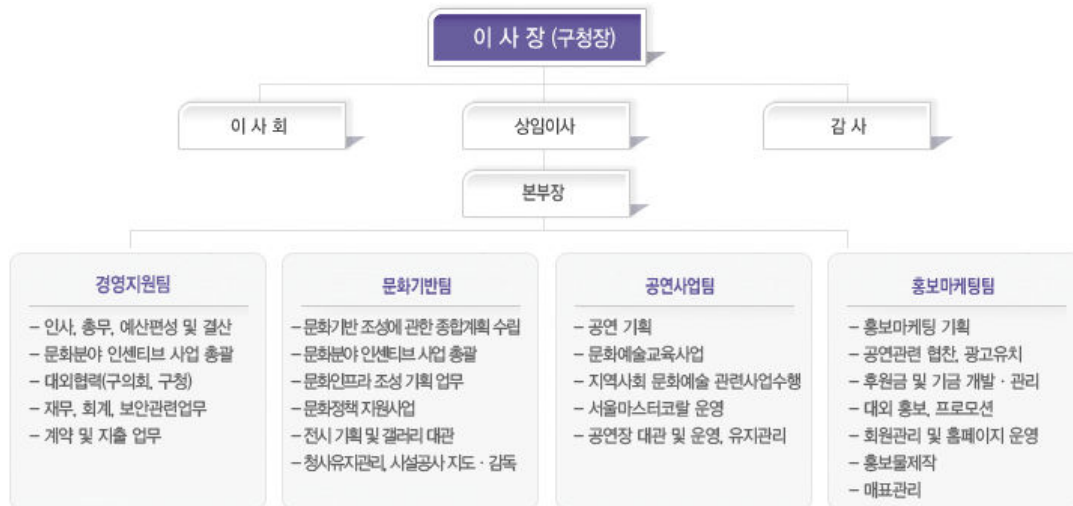 이 사 장 (구청장)
이 사 회
상임이사
감 사
본부장
경영지원팀
– 인사, 총무, 예산편성 및 결산
– 문화분야 인센티브 사업 총괄
– 대외협력(구의회, 구청)
– 재무, 회계, 보안관련업무
– 계약 및 지출 업무
문화기반팀
– 문화기반 조성에 관한 종합계획 수립
– 문화분야 인센티브 사업 총괄
– 문화인프라 조성 기획 업무
– 문화정책 지원사업
– 전시 기획 및 갤러리 대관
– 청사유지관리, 시설공사 지도 · 감독
공연사업팀
– 공연 기획
– 문화예술교육사업
– 지역사회 문화예술 관련사업수행
– 서울마스터코랄 운영
– 공연장 대관 및 운영, 유지관리
홍보마케팅팀
– 홍보마케팅 기획
– 공연관련 협찬, 광고유치
– 후원금 및 기금 개발 · 관리
– 대외 홍보, 프로모션
– 회원관리 및 홈페이지 운영
– 홍보물제작
– 매표관리